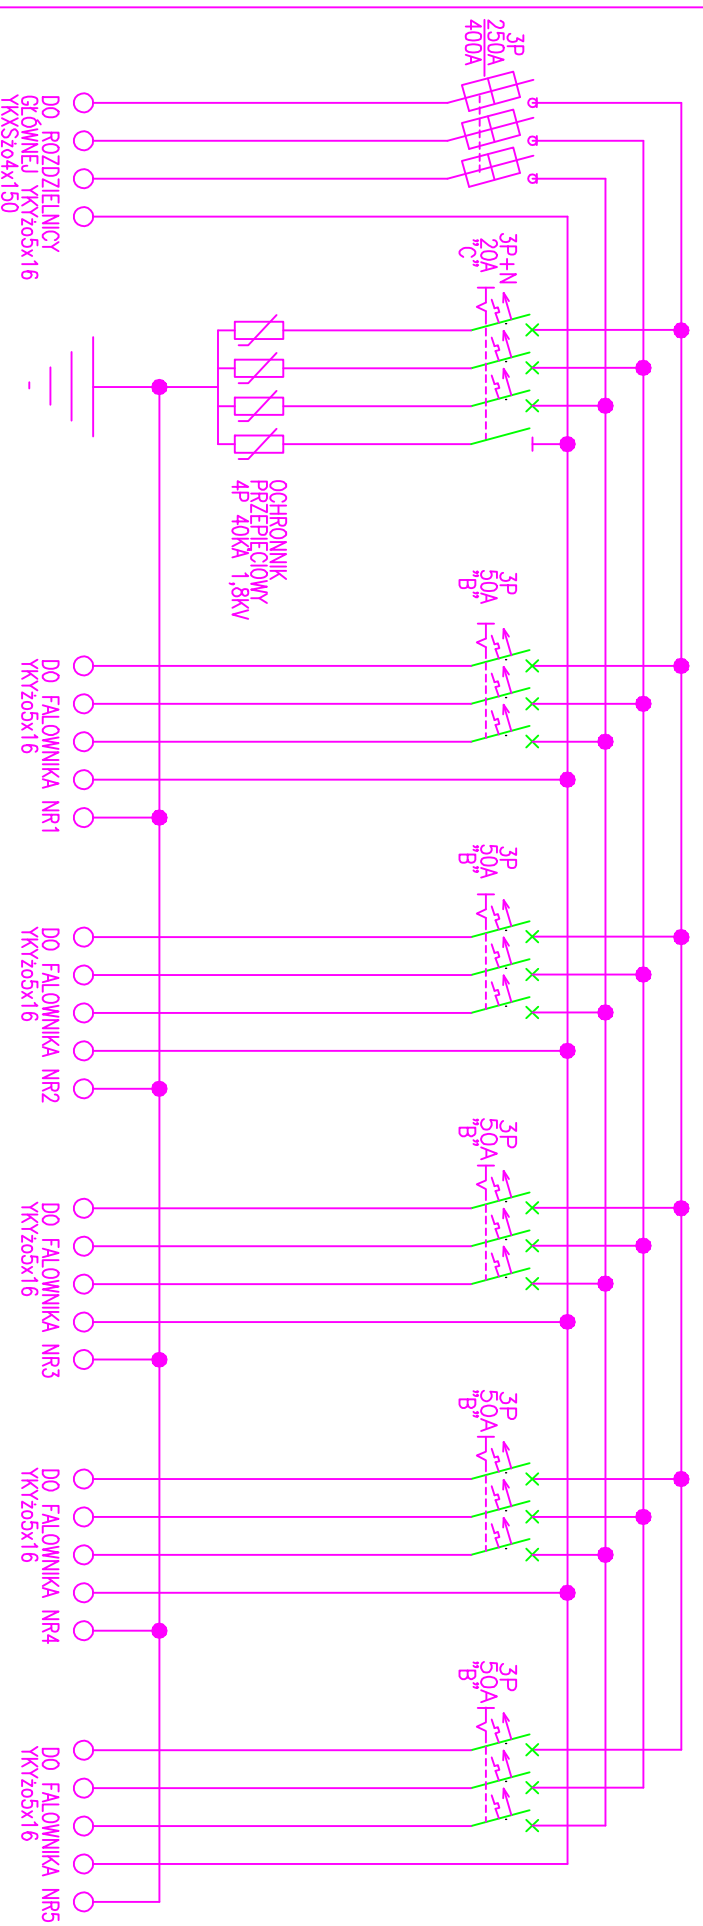 3P
250A
400A
DO ROZDZIELNICY
GŁÓWNEJ YKYżo5x16
YKXSżo4x150
3P+N
20A
„C”
OCHRONNIK
PRZEPIĘCIOWY
4P 40KA 1,8kV
3P
50A
„B”
DO FALOWNIKA NR1
YKYżo5x16
3P
50A
„B”
DO FALOWNIKA NR2
YKYżo5x16
3P
50A
„B”
DO FALOWNIKA NR3
YKYżo5x16
3P
50A
„B”
DO FALOWNIKA NR4
YKYżo5x16
3P
50A
„B”
DO FALOWNIKA NR5
YKYżo5x16